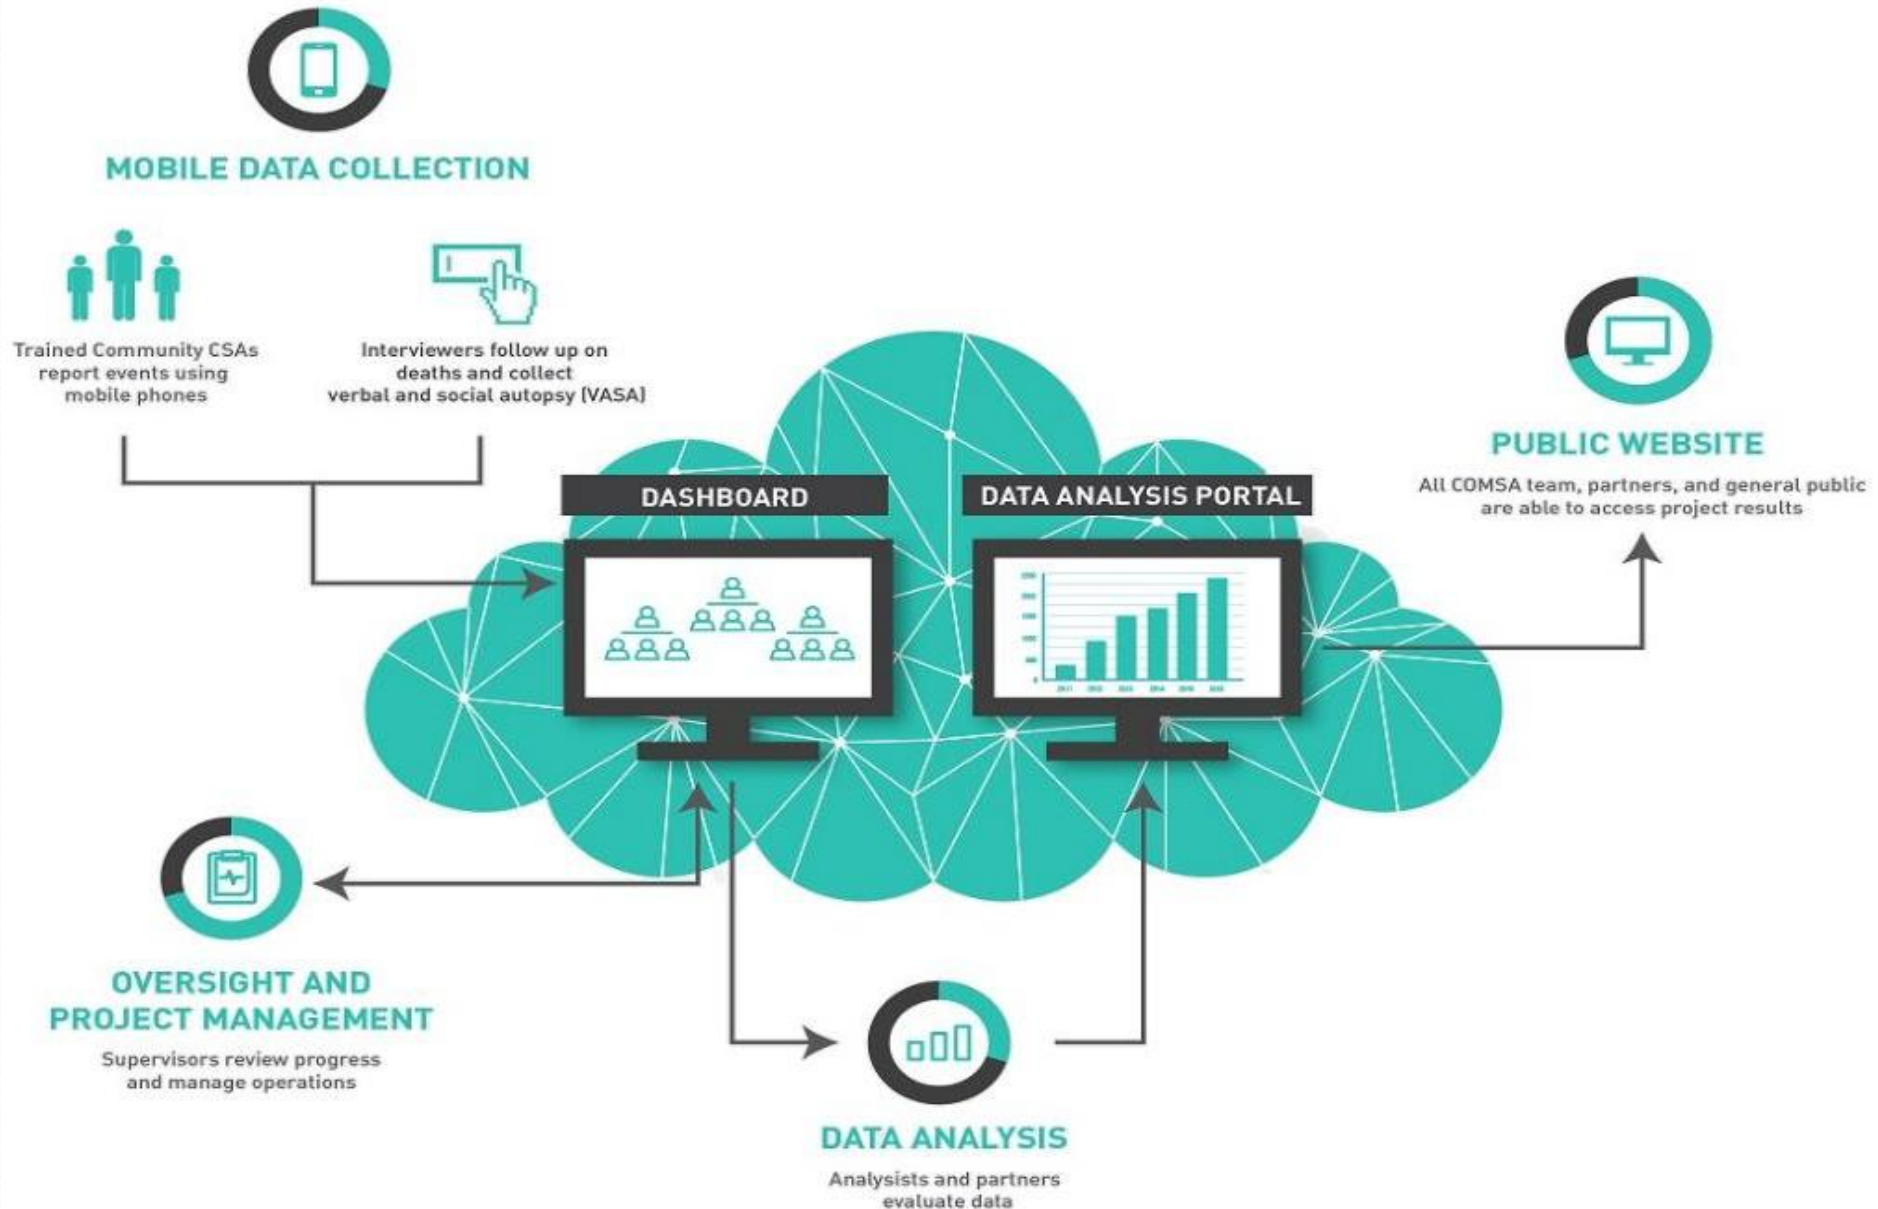 MOBILE DATA COLLECTION
Trained Community CSAs
report events using
mobile phones
Interviewers follow up on
deaths and collect
verbal and social autopsy (VASA)
DASHBOARD
DATA ANALYSIS PORTAL
PUBLIC WEBSITE
All COMSA team, partners, and general public
are able to access project results
OVERSIGHT AND
PROJECT MANAGEMENT
Supervisors review progress
and manage operations
DATA ANALYSIS
Analysists and partners
evaluate data